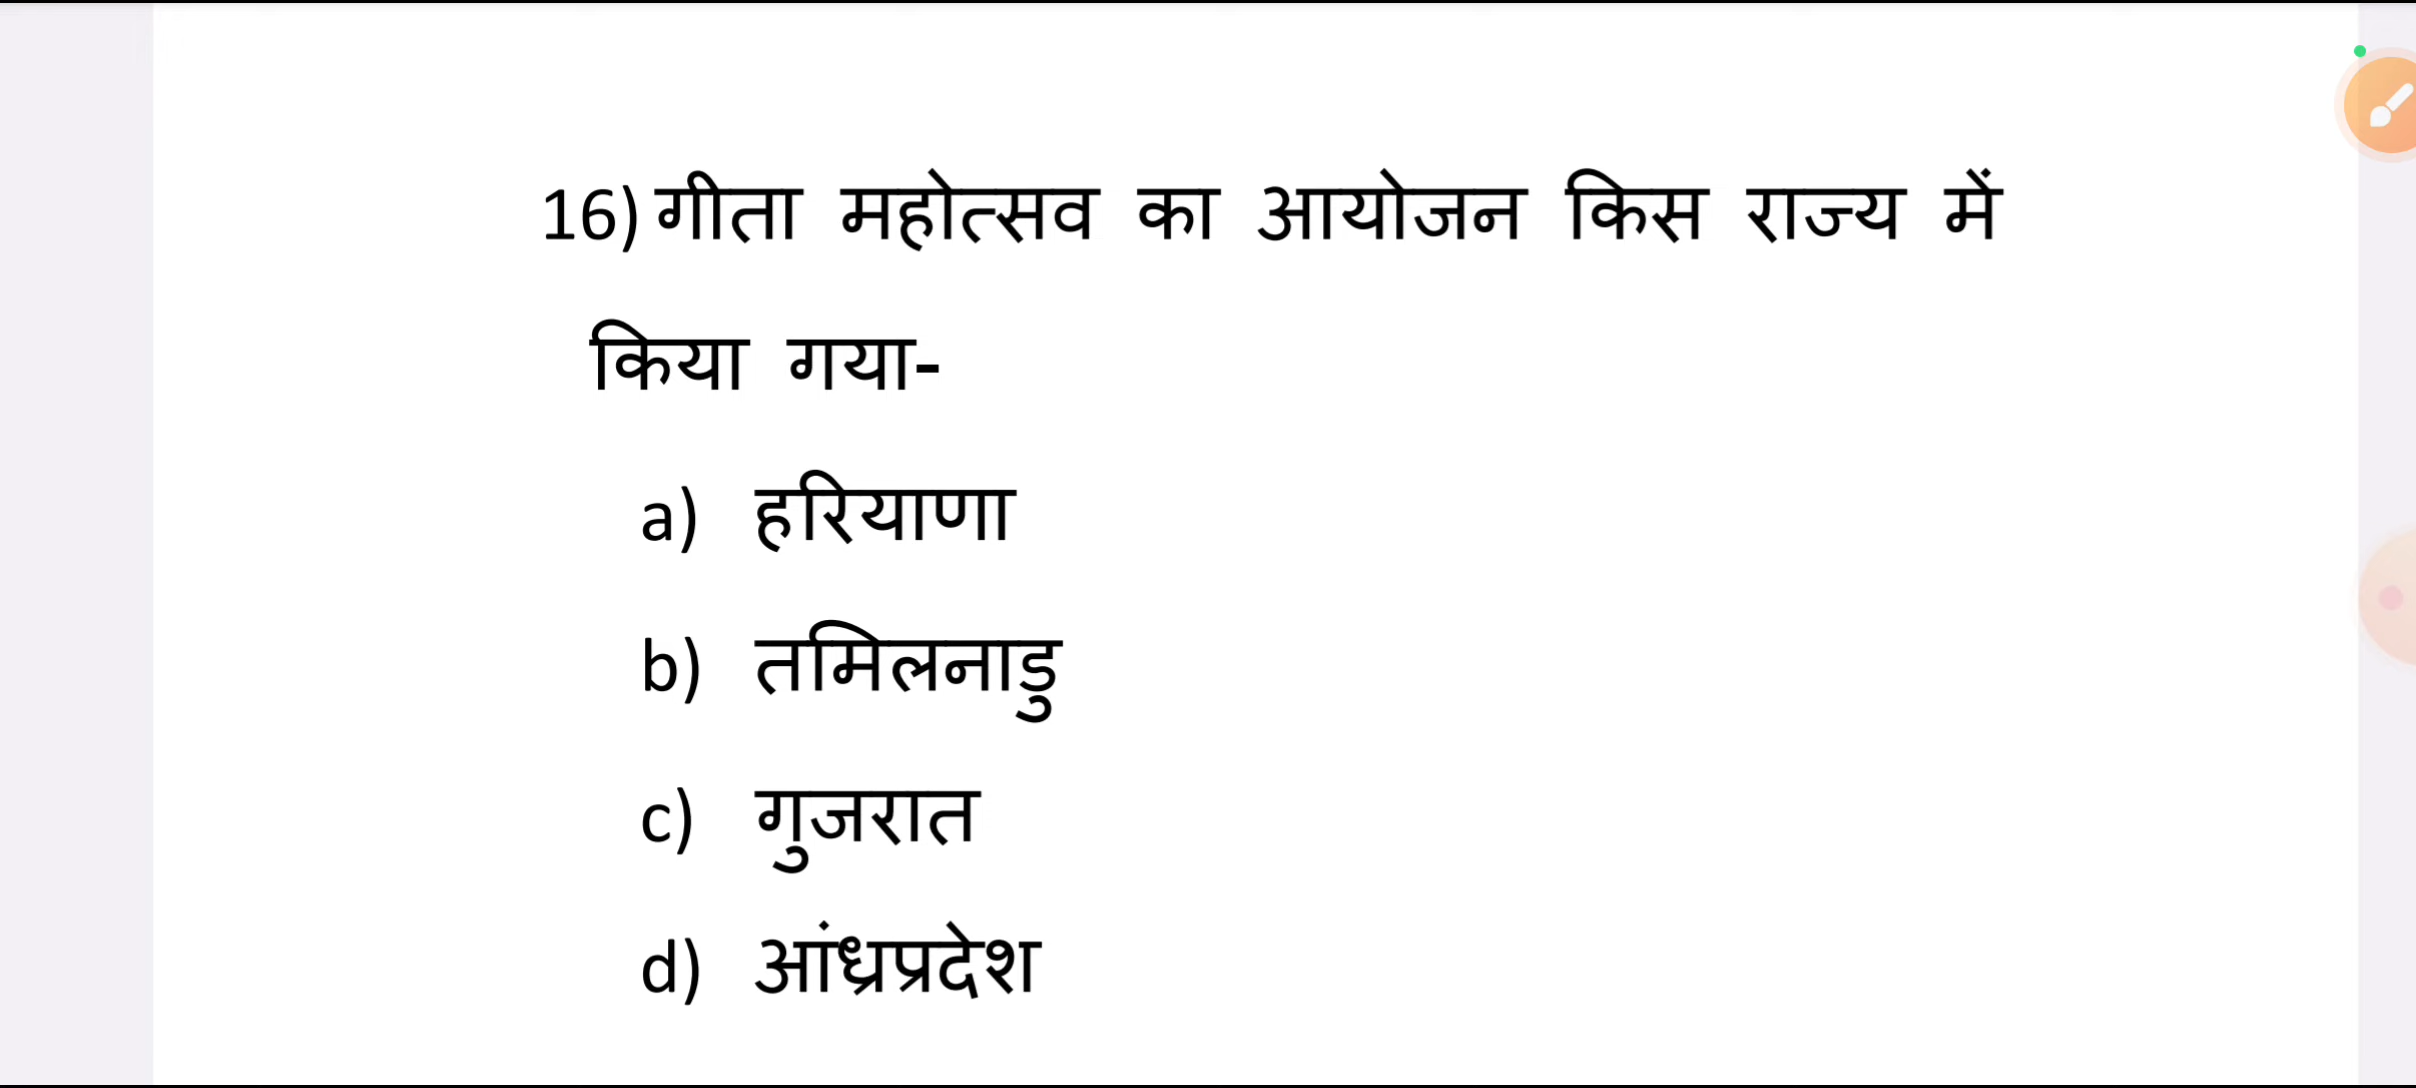 16) गीता महोत्सव का आयोजन किस राज्य में
किया गया-
a) हरियाणा
b) तमिलनाडु
c) गुजरात
d) आंध्रप्रदेश